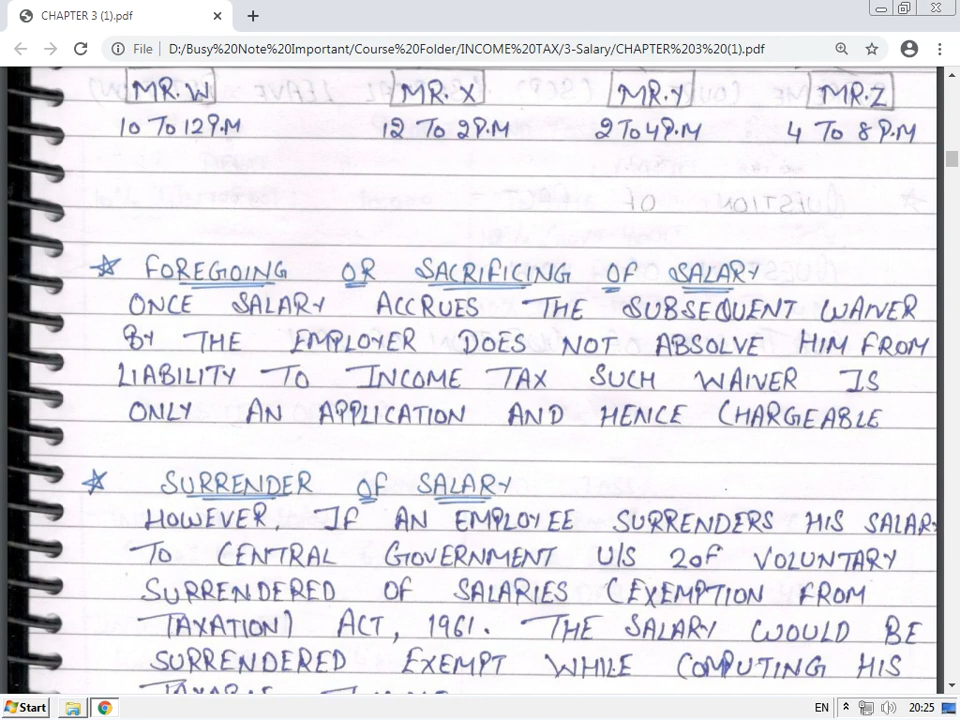 CHAPTER 3 (1).pdf
File D:/Busy%20Note%20Important/Course%20Folder/INCOME%20TAX/3-Salary/CHAPTER%203%20(1).pdf
MR.W MR.X MR.Y MR.Z
10 TO 12P.M 12 TO 2P.M 2 TO 4P.M 4 TO 8 P.M
FOREGOING OR SACRIFICING OF SALARY
ONCE SALARY ACCRUES THE SUBSEQUENT WAIVER
BY THE EMPLOYER DOES NOT ABSOLVE HIM FROM
LIABILITY TO INCOME TAX SUCH WAIVER IS
ONLY AN APPLICATION AND HENCE CHARGEABLE
SURRENDER OF SALARY
HOWEVER, IF AN EMPLOYEE SURRENDERS HIS SALAR
TO CENTRAL GOVERNMENT U/S 2 OF VOLUNTARY
SURRENDERED OF SALARIES (EXEMPTION FROM
TAXATION) ACT, 1961. THE SALARY WOULD BE
SURRENDERED EXEMPT WHILE COMPUTING HIS
Start EN 20:25